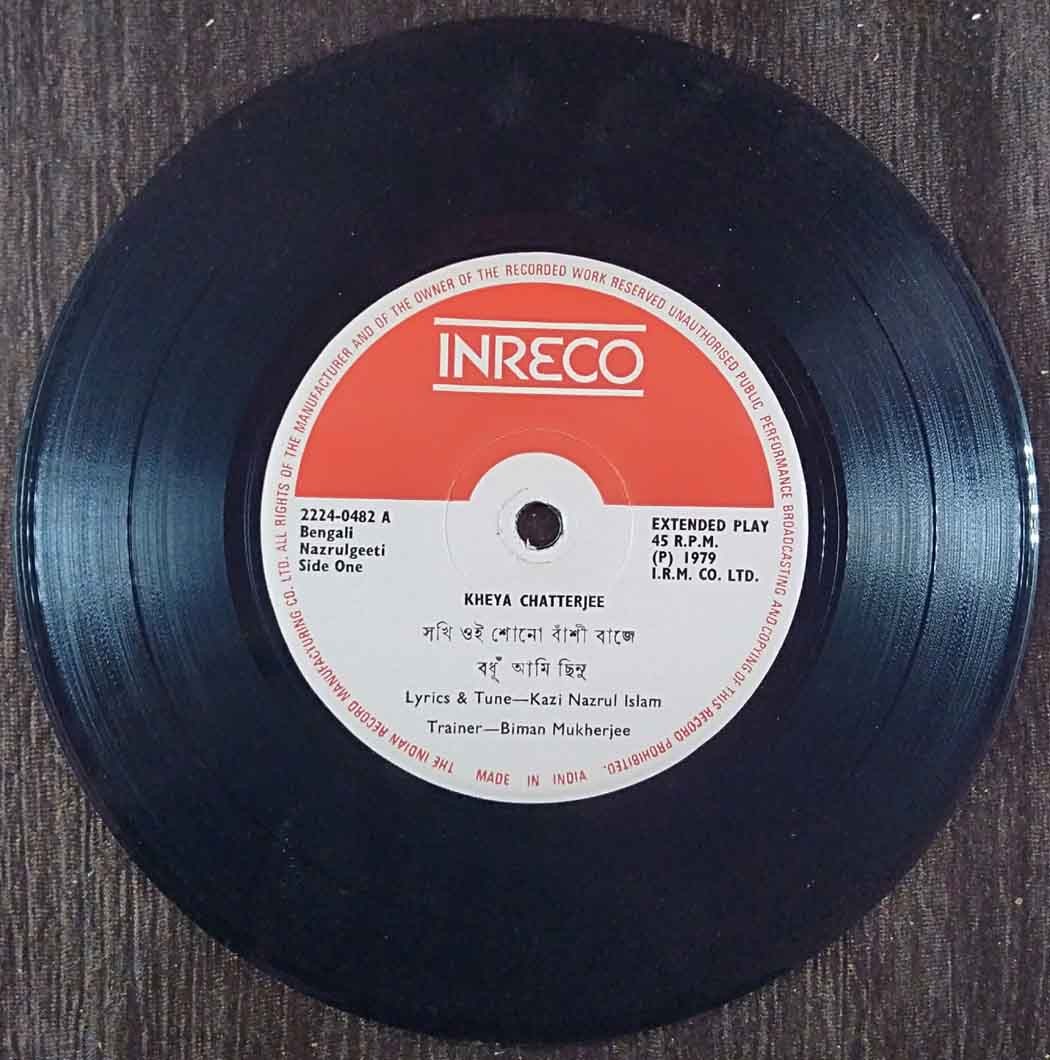 THE INDIAN RECORD MANUFACTURING CO. LTD. ALL RIGHTS OF THE MANUFACTURER AND OF THE OWNER OF THE RECORDED WORK RESERVED UNAUTHORISED PUBLIC PERFORMANCE BROADCASTING AND COPYING OF THIS RECORD PROHIBITED.
INRECO
2224-0482 A
Bengali
Nazrulgeeti
Side One
EXTENDED PLAY
45 R.P.M.
(P) 1979
I.R.M. CO. LTD.
KHEYA CHATTERJEE
সখি ওই শোনো বাঁশী বাজে
বধূঁ আমি ছিনু
Lyrics & Tune—Kazi Nazrul Islam
Trainer—Biman Mukherjee
MADE IN INDIA